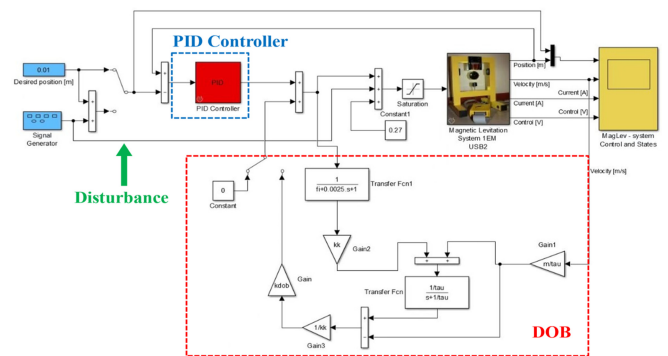 PID Controller
0.01
Desired position [m]
PID
PID Controller
Signal
Generator
Disturbance
Saturation
Constant1
0.27
Magnetic Levitation
System 1EM
USB2
Position [m]
Velocity [m/s]
Current [A]
Current [A]
Control [V]
Control [V]
MagLev - system
Control and States
Velocity [m/s]
0
Constant
1
fi+0.0025.s+1
Transfer Fcn1
kk
Gain2
Gain1
m/tau
kdob
Gain
1/tau
s+1/tau
Transfer Fcn
1/kk
Gain3
DOB